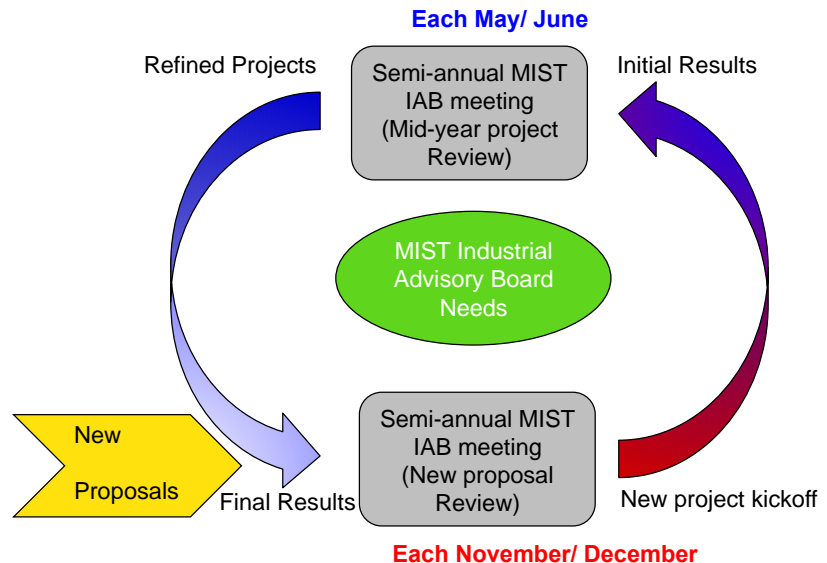 Each May/ June
Refined Projects
Semi-annual MIST
IAB meeting
(Mid-year project
Review)
Initial Results
MIST Industrial
Advisory Board
Needs
New
Proposals
Final Results
Semi-annual MIST
IAB meeting
(New proposal
Review)
New project kickoff
Each November/ December